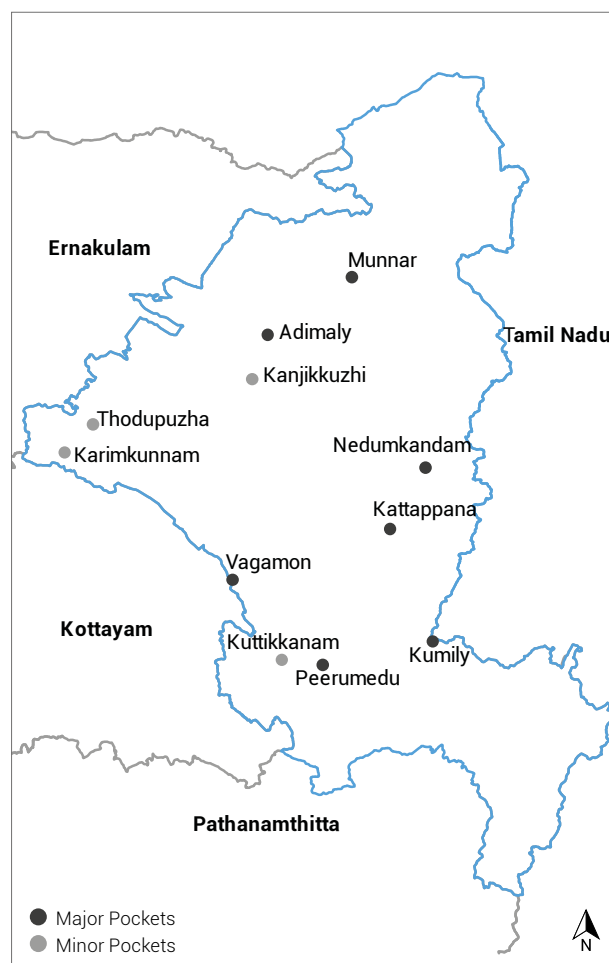 Ernakulam
Munnar
Tamil Nadu
Adimaly
Kanjikkuzhi
Thodupuzha
Karimkunnam
Nedumkandam
Kattappana
Vagamon
Kottayam
Kuttikkanam
Kumily
Peerumedu
Pathanamthitta
Major Pockets
Minor Pockets
N